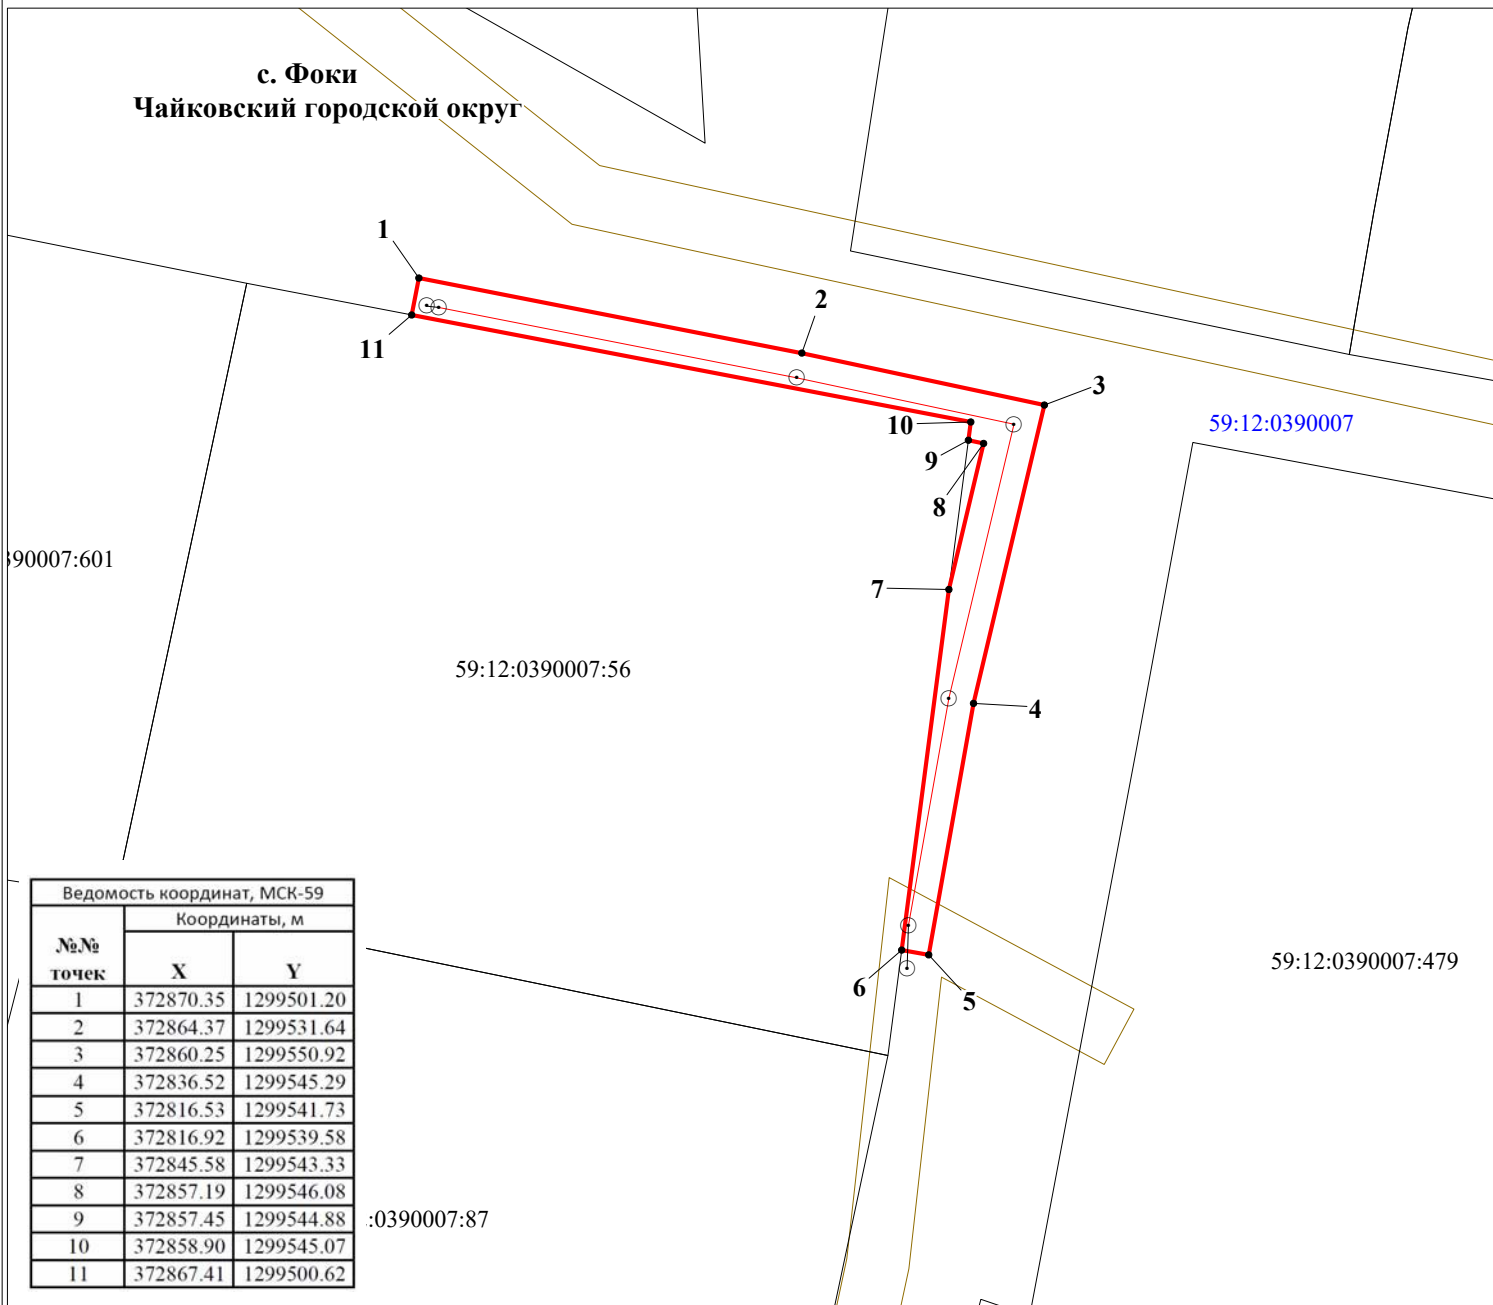 с. Фоки
Чайковский городской округ
1
2
3
11
10
59:12:0390007
9
8
90007:601
7
59:12:0390007:56
4
59:12:0390007:479
6
5
:0390007:87
Ведомость координат, МСК-59
№№ точек Координаты, м
X Y
1 372870.35 1299501.20
2 372864.37 1299531.64
3 372860.25 1299550.92
4 372836.52 1299545.29
5 372816.53 1299541.73
6 372816.92 1299539.58
7 372845.58 1299543.33
8 372857.19 1299546.08
9 372857.45 1299544.88
10 372858.90 1299545.07
11 372867.41 1299500.62